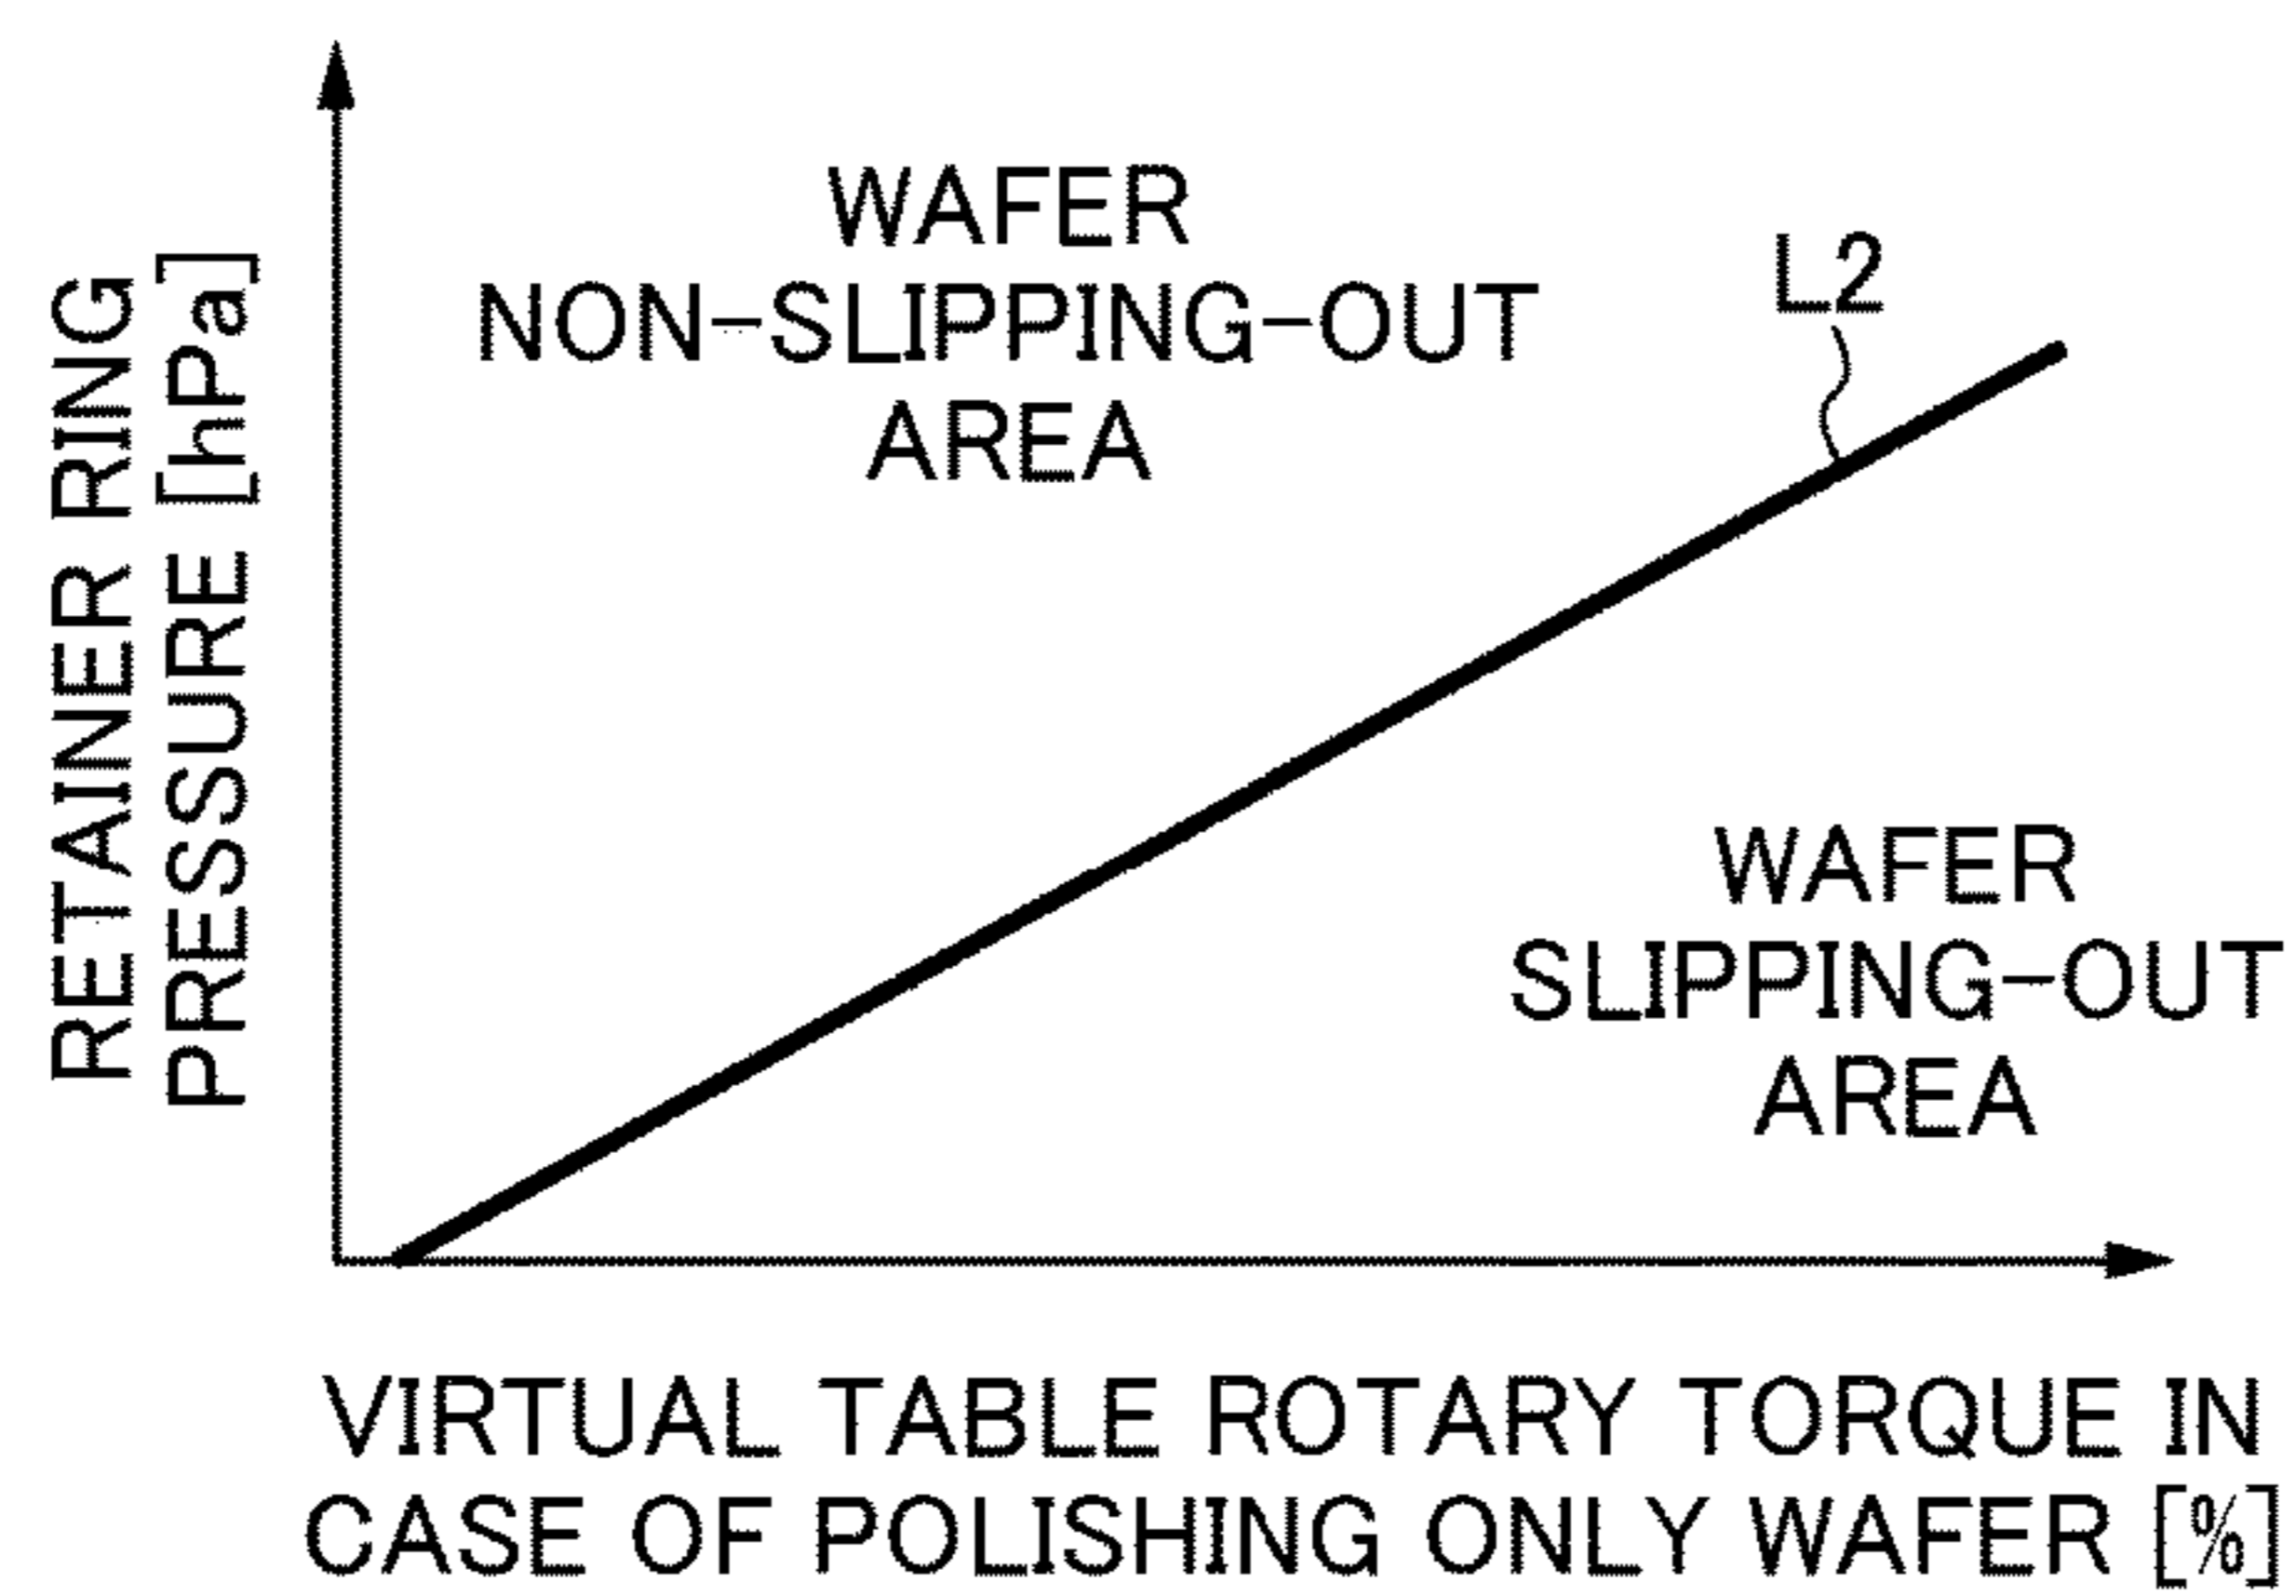 RETAINER RING
PRESSURE [hPa]
WAFER
NON-SLIPPING-OUT
AREA
L2
WAFER
SLIPPING-OUT
AREA
VIRTUAL TABLE ROTARY TORQUE IN
CASE OF POLISHING ONLY WAFER [%]